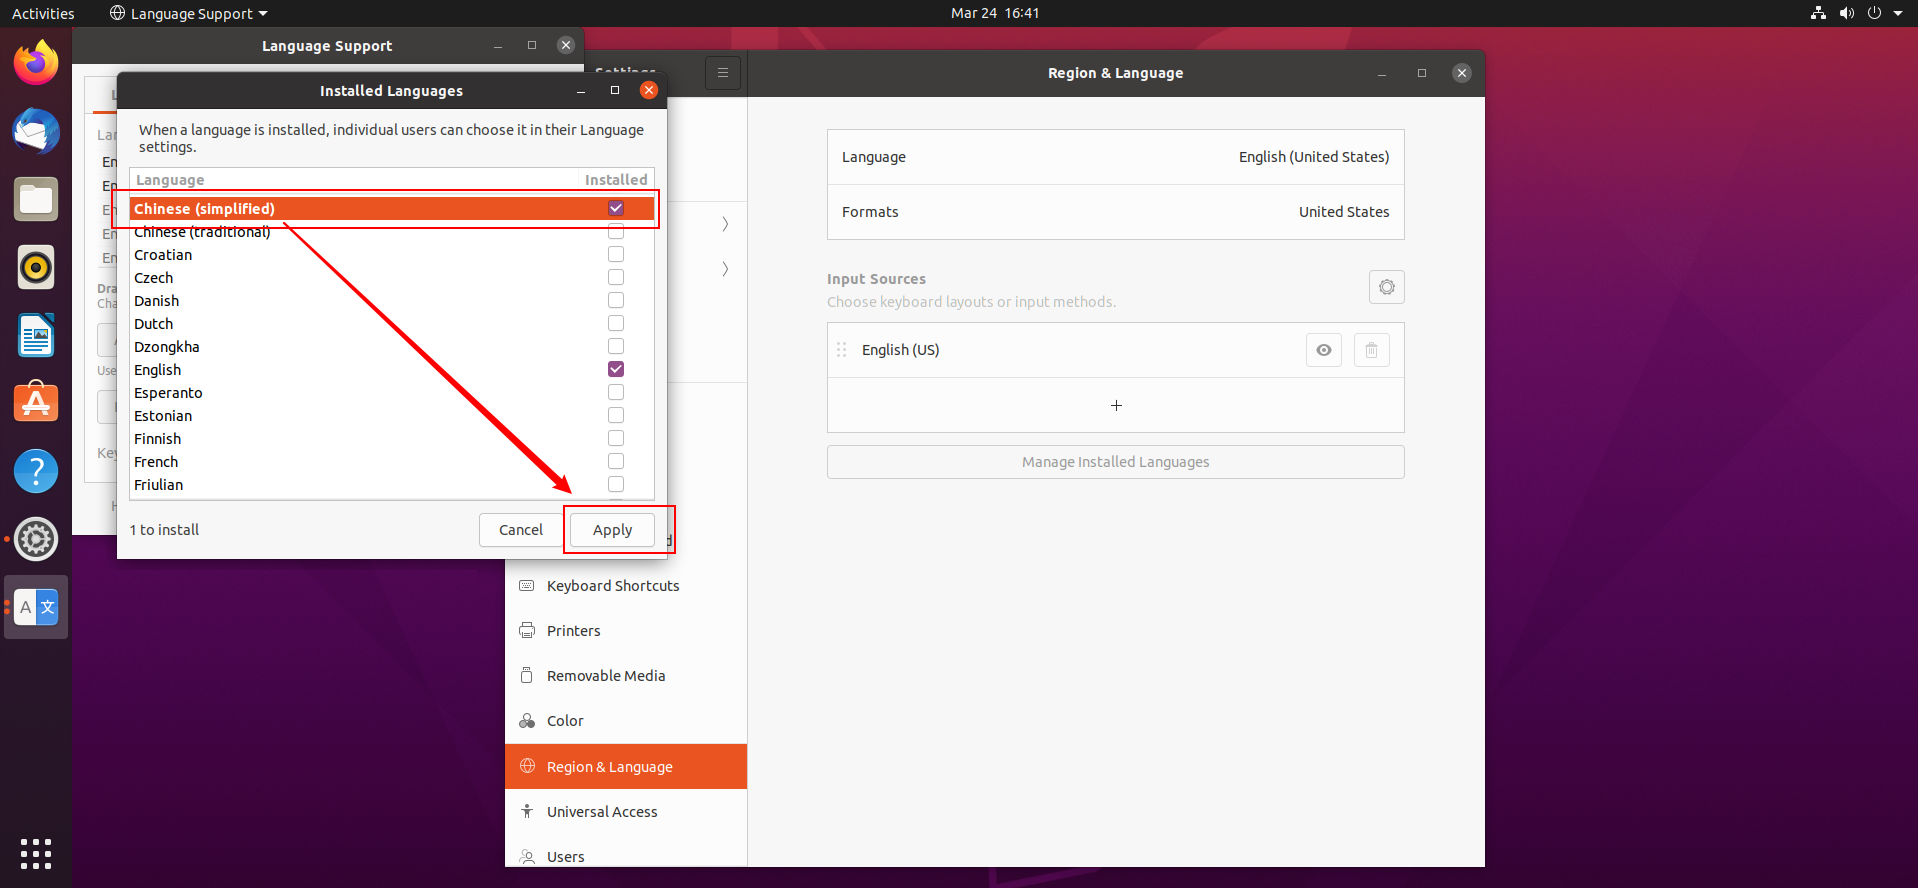 Activities
Language Support
Mar 24 16:41
Language Support
Settings
Region & Language
Installed Languages
When a language is installed, individual users can choose it in their Language
settings.
Language Installed
Chinese (simplified)
Chinese (traditional)
Croatian
Czech
Danish
Dutch
Dzongkha
English
Esperanto
Estonian
Finnish
French
Friulian
1 to install
Cancel
Apply
Language
English (United States)
Formats
United States
Input Sources
Choose keyboard layouts or input methods.
English (US)
+
Manage Installed Languages
Keyboard Shortcuts
Printers
Removable Media
Color
Region & Language
Universal Access
Users
A 文